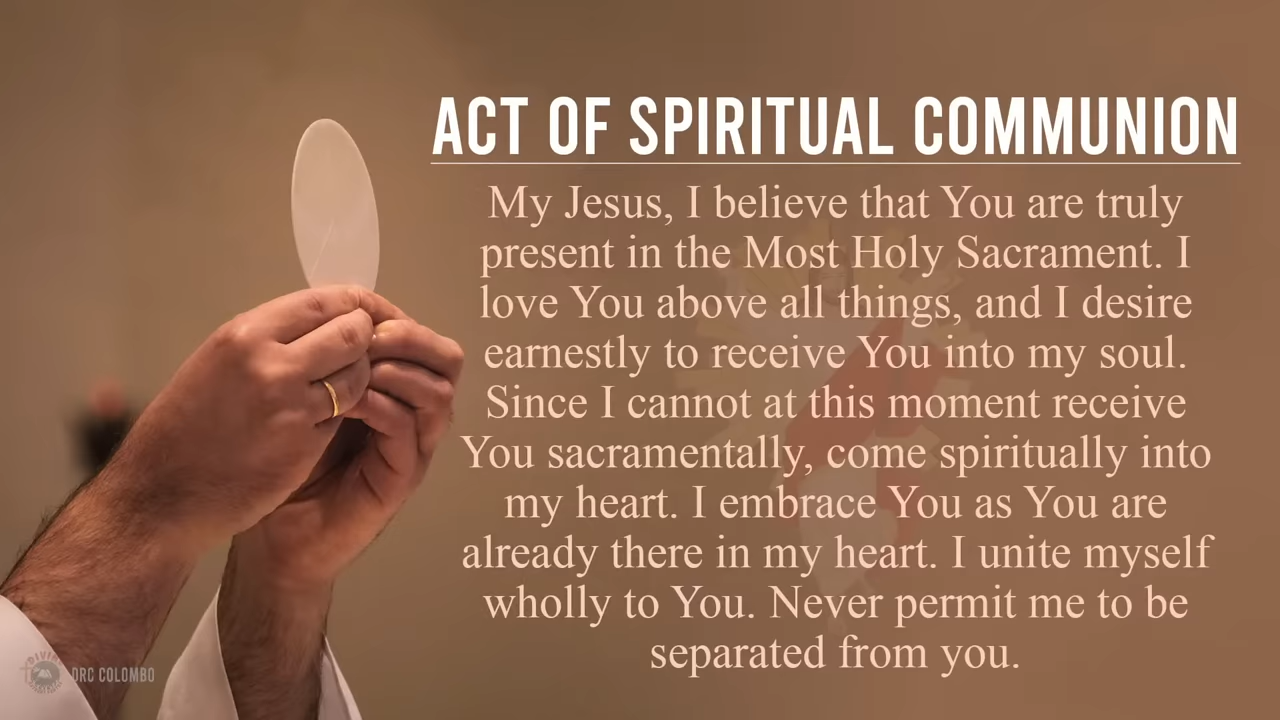 ACT OF SPIRITUAL COMMUNION
My Jesus, I believe that You are truly
present in the Most Holy Sacrament. I
love You above all things, and I desire
earnestly to receive You into my soul.
Since I cannot at this moment receive
You sacramentally, come spiritually into
my heart. I embrace You as You are
already there in my heart. I unite myself
wholly to You. Never permit me to be
separated from you.
DRC COLOMBO